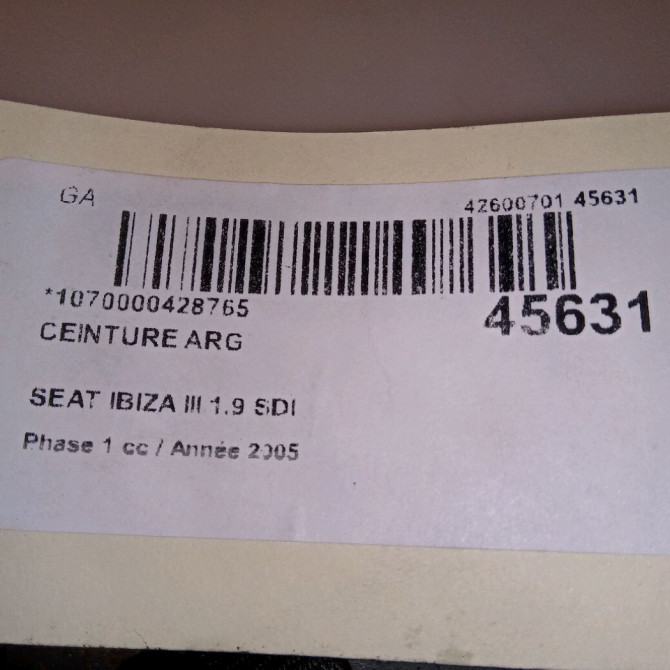 GA 42600701 45631
*1070000428765 45631
CEINTURE ARG
SEAT IBIZA III 1.9 SDI
Phase 1 cc / Année 2005